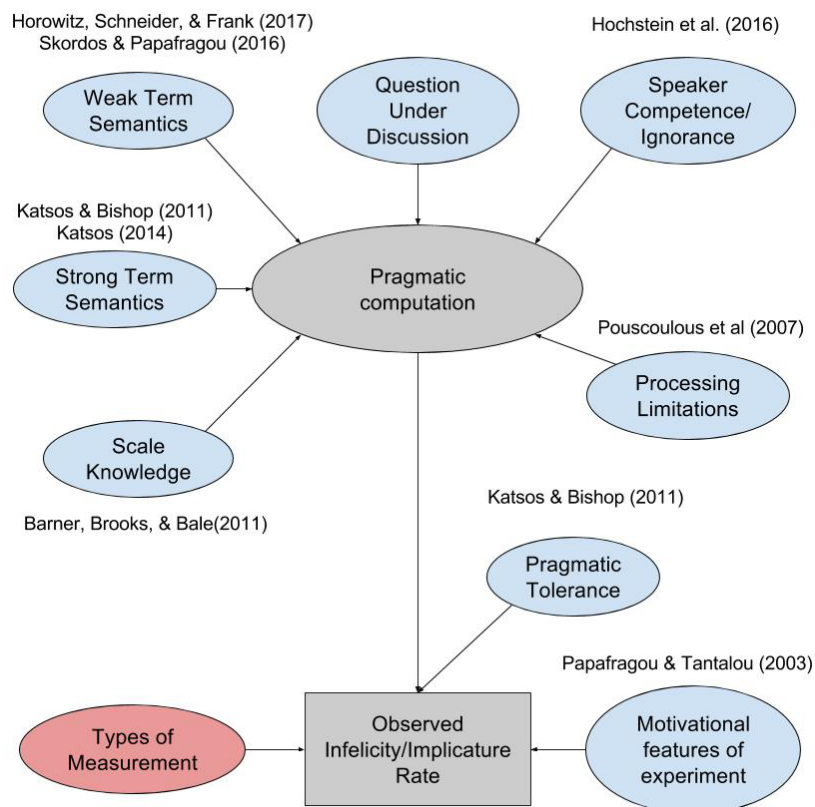 Horowitz, Schneider, & Frank (2017)
Skordos & Papafragou (2016)
Hochstein et al. (2016)
Weak Term
Semantics
Question
Under
Discussion
Speaker
Competence/
Ignorance
Katsos & Bishop (2011)
Katsos (2014)
Strong Term
Semantics
Pragmatic
computation
Pouscoulous et al (2007)
Processing
Limitations
Scale
Knowledge
Barner, Brooks, & Bale(2011)
Katsos & Bishop (2011)
Pragmatic
Tolerance
Papafragou & Tantalou (2003)
Types of
Measurement
Observed
Infelicity/Implicature
Rate
Motivational
features of
experiment